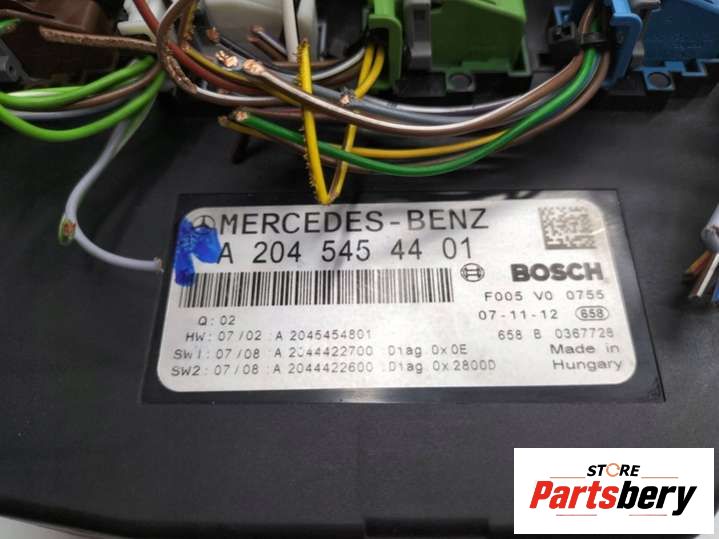 MERCEDES-BENZ
A 204 545 44 01
BOSCH
Q: 02
F005 V0 0755
HW: 07/02 :A 2045454801
07-11-12 658
SW1 :07/08 :A 2044422700 :Diag.0x0E
658 B 0367728
SW2:07/08 :A 2044422600 :Diag.0x2800D
Made in
Hungary
STORE
Partsbery